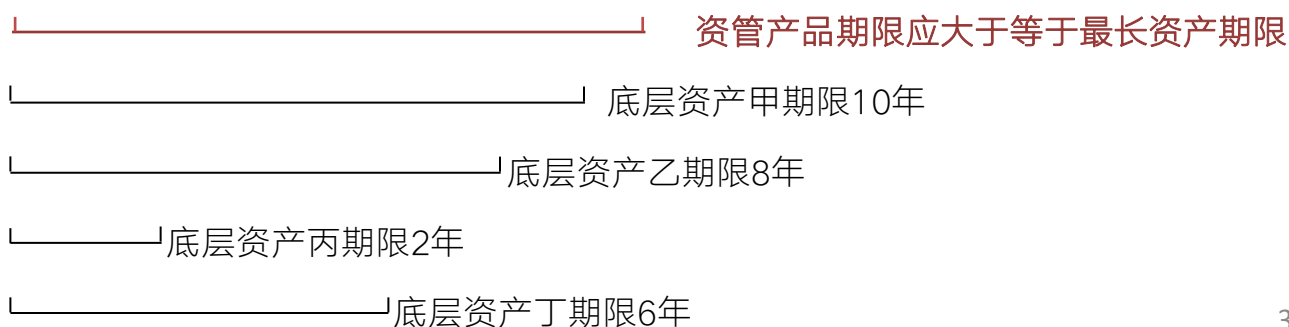 资管产品期限应大于等于最长资产期限
底层资产甲期限10年
底层资产乙期限8年
底层资产丙期限2年
底层资产丁期限6年